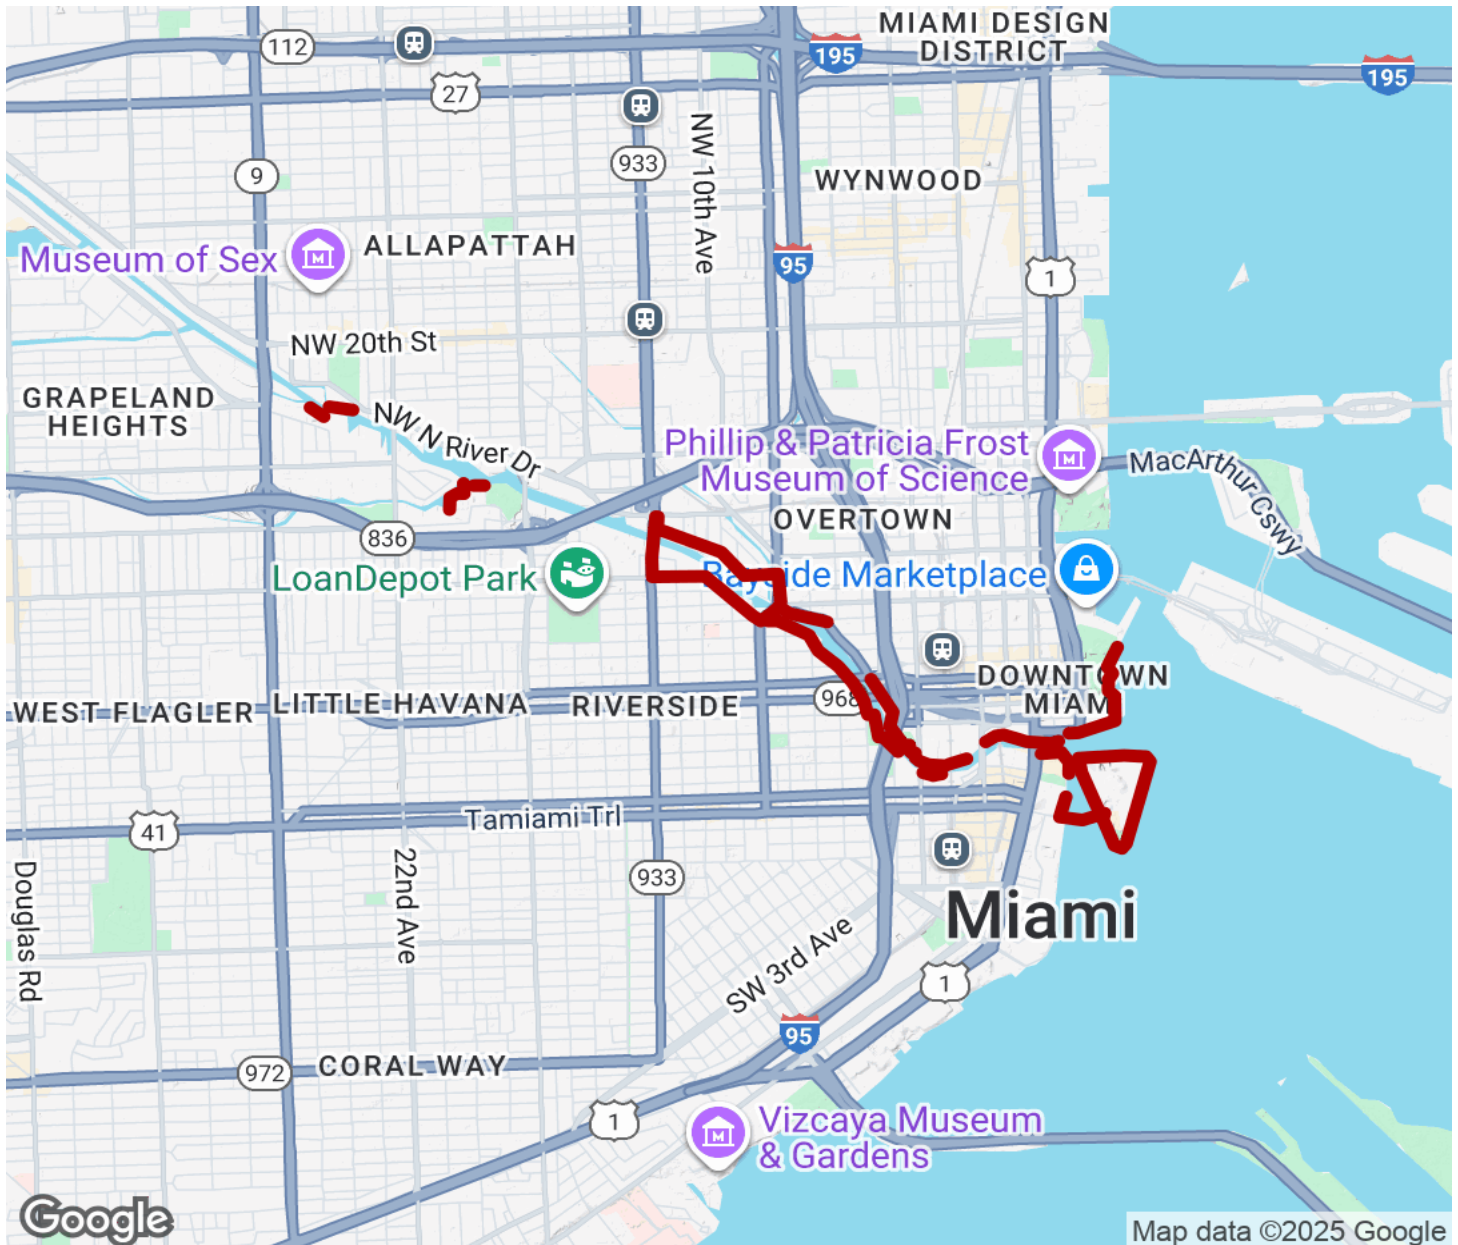 MIAMI DESIGN
DISTRICT
112
195
195
27
NW 10th Ave
933
9
WYNWOOD
ALLAPATTAH
Museum of Sex
95
1
NW 20th St
GRAPELAND
HEIGHTS
NW N River Dr
Phillip & Patricia Frost
Museum of Science
MacArthur Cswy
OVERTOWN
836
LoanDepot Park
Bayside Marketplace
DOWNTOWN
MIAMI
968
WEST FLAGLER
LITTLE HAVANA
RIVERSIDE
Tamiami Trl
41
22nd Ave
933
Douglas Rd
Miami
SW 3rd Ave
1
95
CORAL WAY
972
1
Vizcaya Museum
& Gardens
Google
Map data ©2025 Google